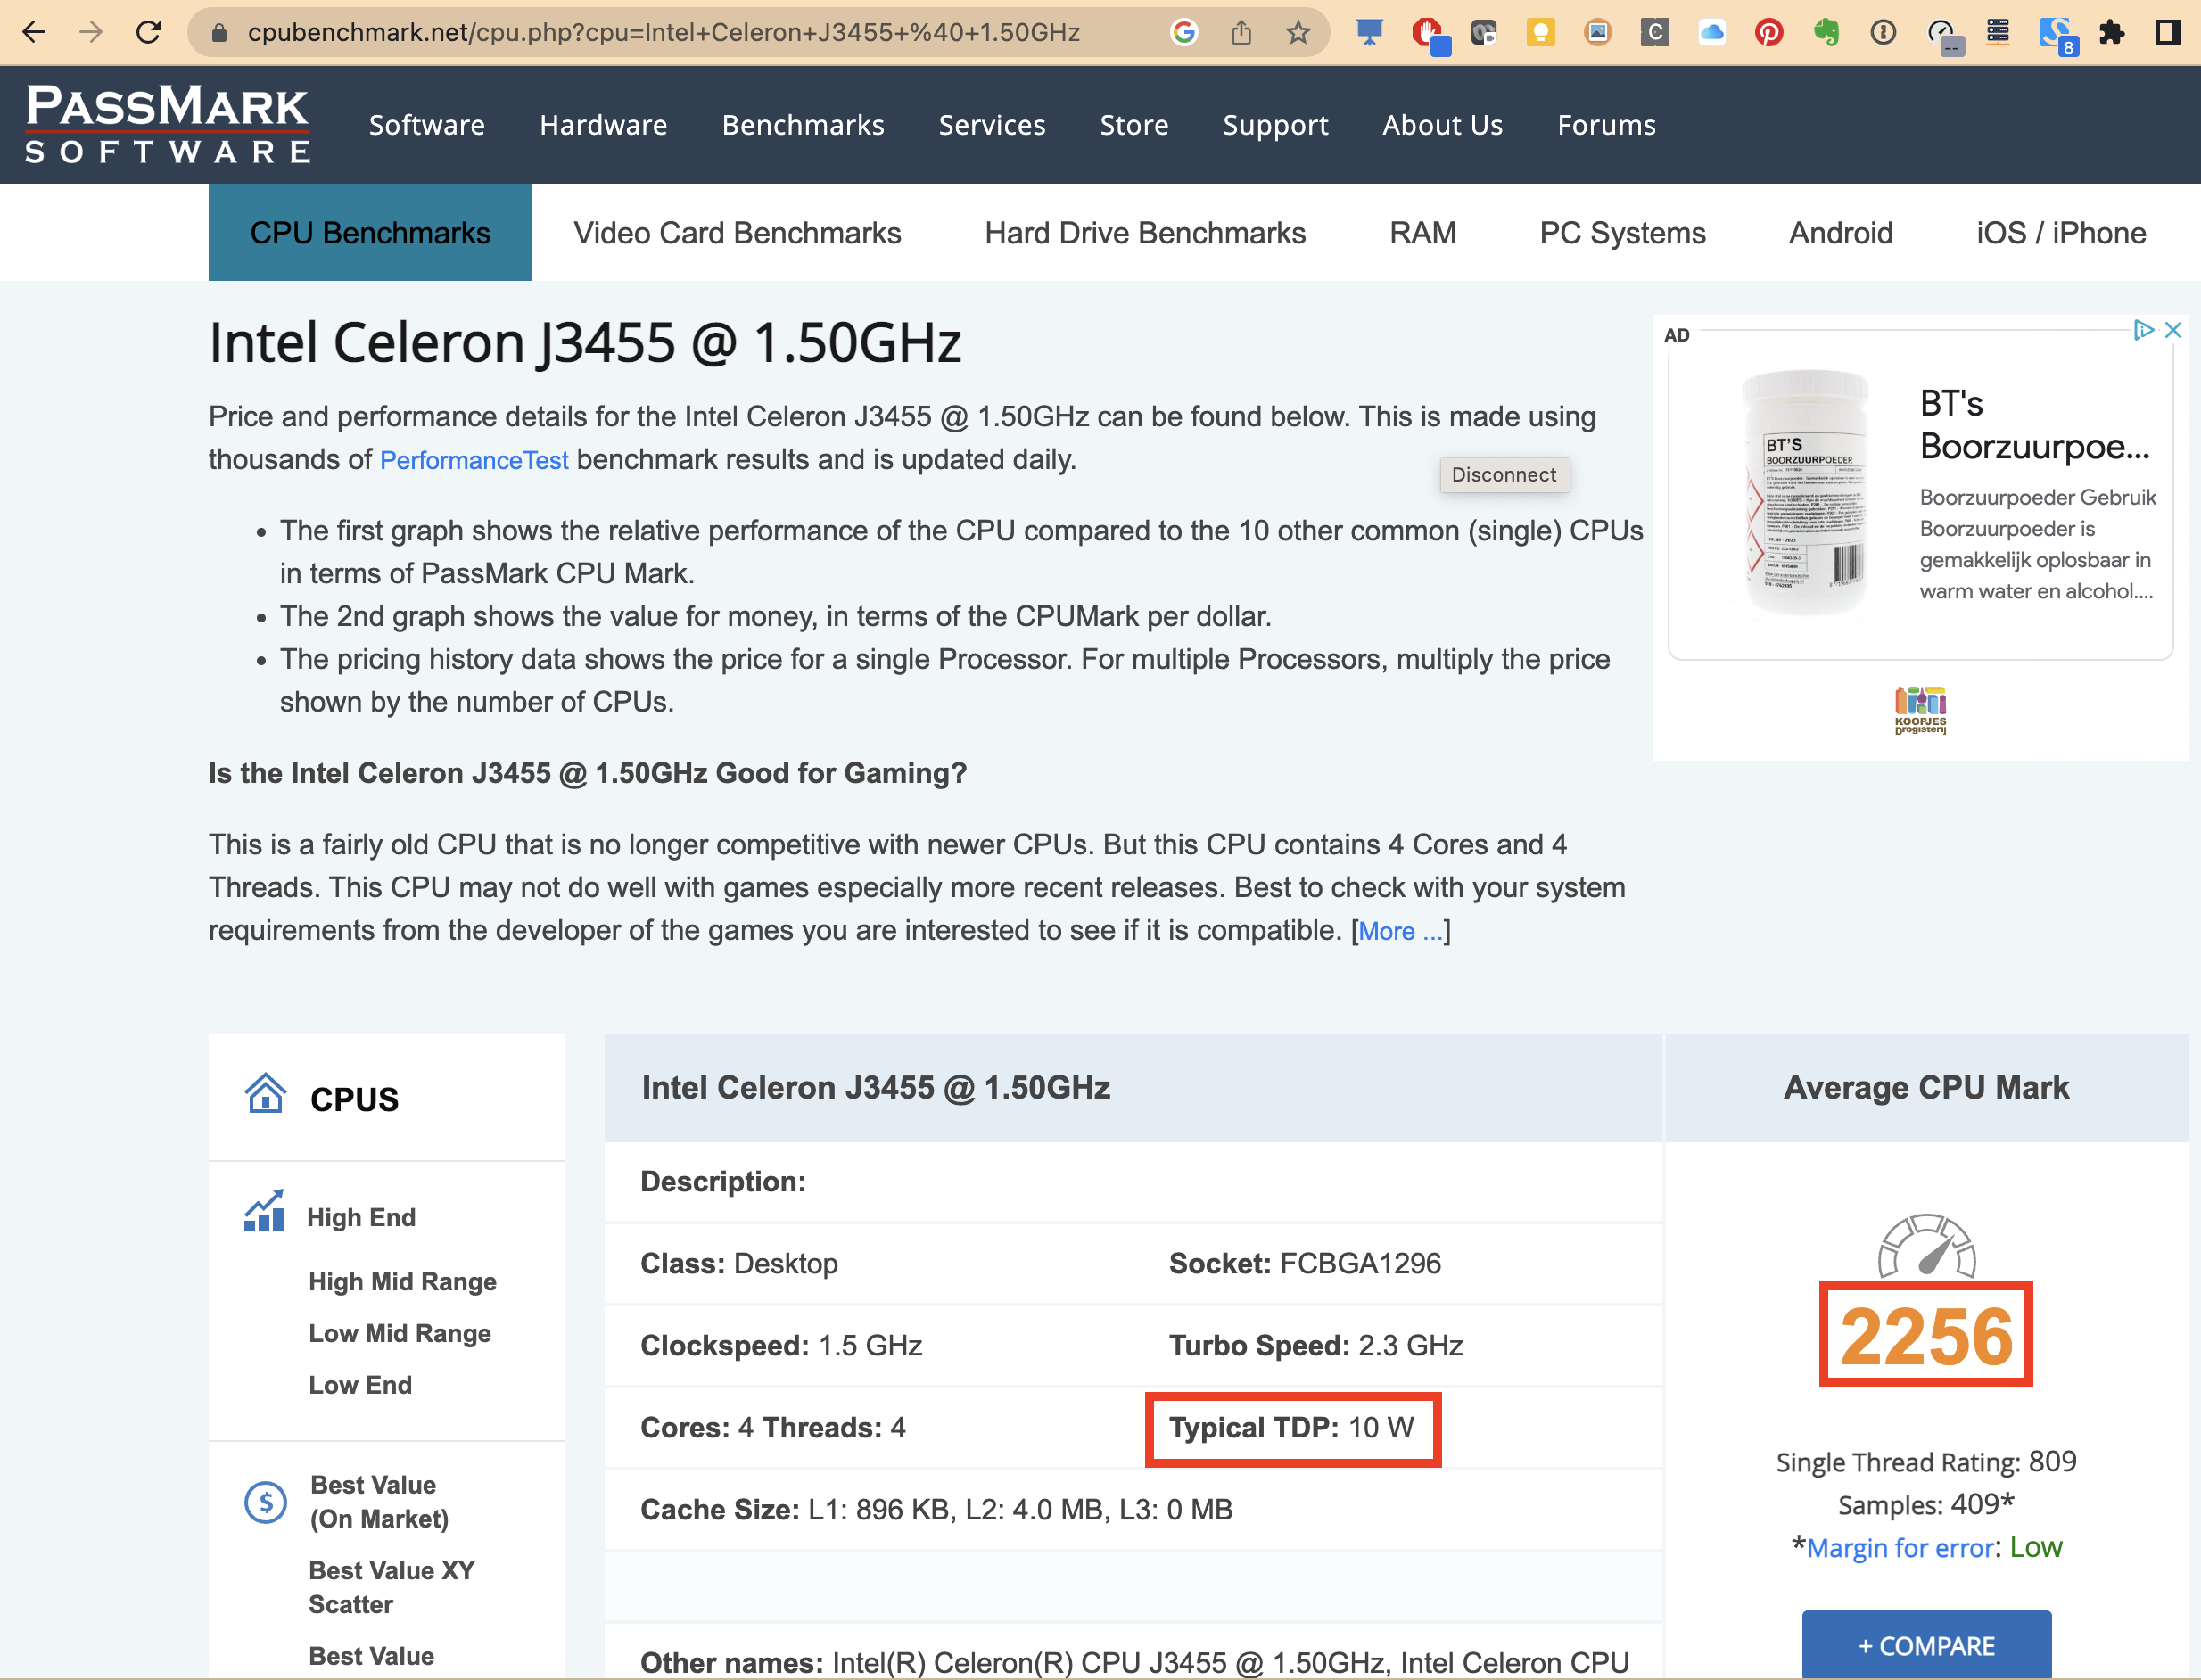 cpubenchmark.net/cpu.php?cpu=Intel+Celeron+J3455+%40+1.50GHz
8
PASSMARK
SOFTWARE
Software Hardware Benchmarks Services Store Support About Us Forums
CPU Benchmarks Video Card Benchmarks Hard Drive Benchmarks RAM PC Systems Android iOS / iPhone
Intel Celeron J3455 @ 1.50GHz
Price and performance details for the Intel Celeron J3455 @ 1.50GHz can be found below. This is made using
thousands of PerformanceTest benchmark results and is updated daily.
Disconnect
• The first graph shows the relative performance of the CPU compared to the 10 other common (single) CPUs
in terms of PassMark CPU Mark.
• The 2nd graph shows the value for money, in terms of the CPUMark per dollar.
• The pricing history data shows the price for a single Processor. For multiple Processors, multiply the price
shown by the number of CPUs.
Is the Intel Celeron J3455 @ 1.50GHz Good for Gaming?
This is a fairly old CPU that is no longer competitive with newer CPUs. But this CPU contains 4 Cores and 4
Threads. This CPU may not do well with games especially more recent releases. Best to check with your system
requirements from the developer of the games you are interested to see if it is compatible. [More ...]
AD
BT'S
BOORZUURPOEDER
BT's
Boorzuurpoe...
Boorzuurpoeder Gebruik
Boorzuurpoeder is
gemakkelijk oplosbaar in
warm water en alcohol....
KOOPJES
Drogisterij
CPUS
High End
High Mid Range
Low Mid Range
Low End
Best Value
(On Market)
Best Value XY
Scatter
Best Value
Intel Celeron J3455 @ 1.50GHz
Description:
Class: Desktop Socket: FCBGA1296
Clockspeed: 1.5 GHz Turbo Speed: 2.3 GHz
Cores: 4 Threads: 4 Typical TDP: 10 W
Cache Size: L1: 896 KB, L2: 4.0 MB, L3: 0 MB
Other names: Intel(R) Celeron(R) CPU J3455 @ 1.50GHz, Intel Celeron CPU
Average CPU Mark
2256
Single Thread Rating: 809
Samples: 409*
*Margin for error: Low
+ COMPARE